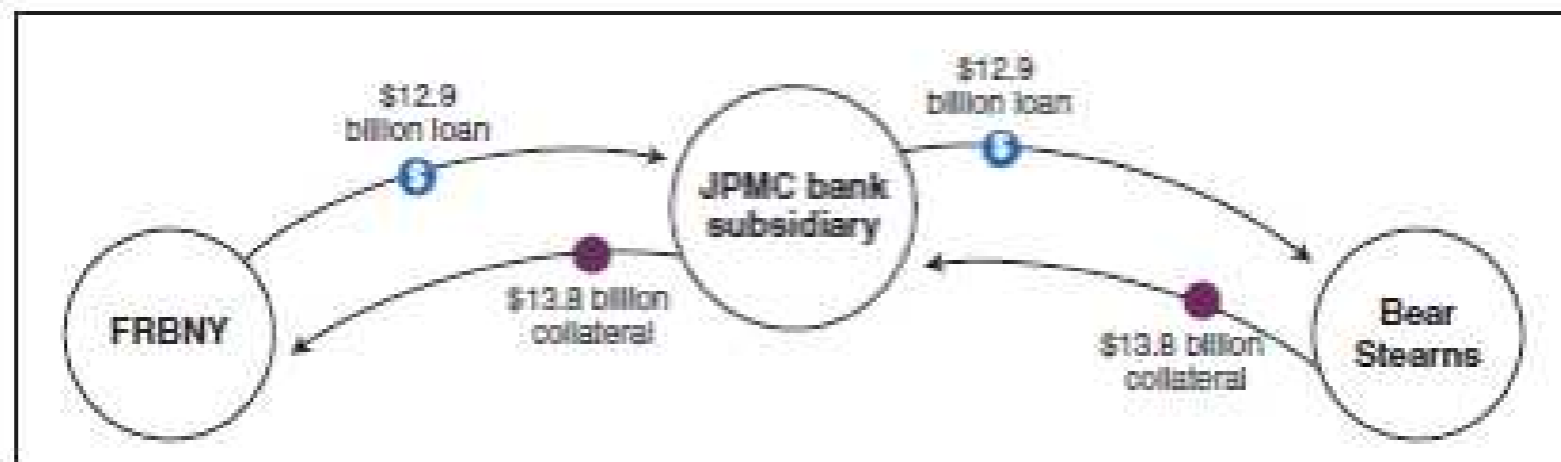 $12.9
billion loan
$12.9
billion loan
JPMC bank
subsidiary
$13.8 billion
collateral
FRBNY
$13.8 billion
collateral
Bear
Stearns